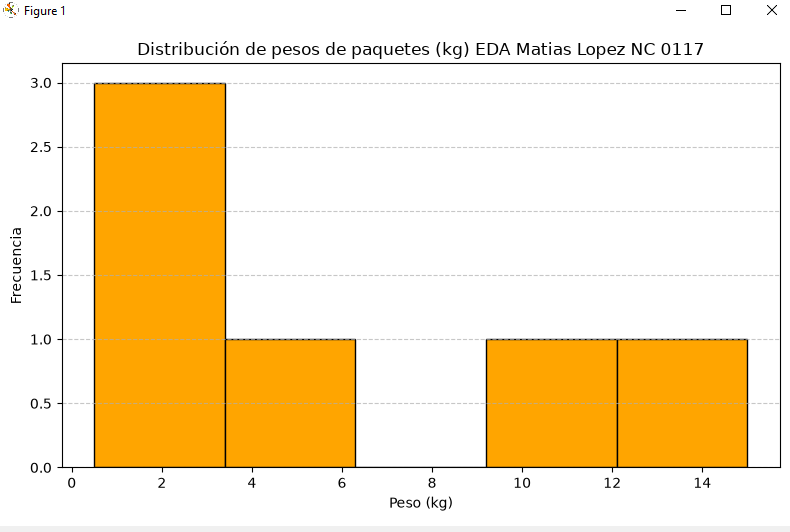 Figure 1
Distribución de pesos de paquetes (kg) EDA Matias Lopez NC 0117
3.0
2.5
2.0
1.5
1.0
0.5
0.0
Frecuencia
0 2 4 6 8 10 12 14
Peso (kg)